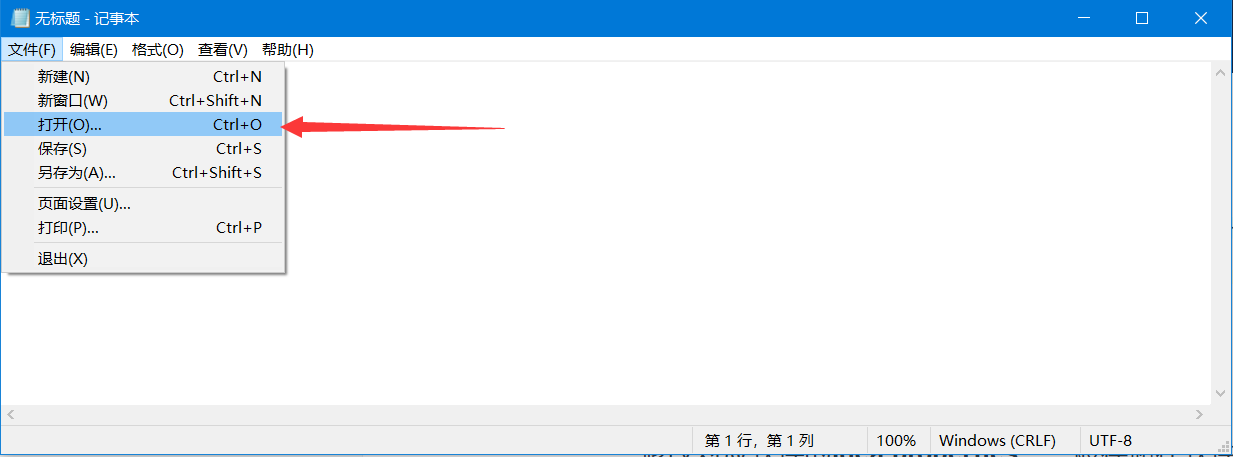 无标题 - 记事本
文件(F) 编辑(E) 格式(O) 查看(V) 帮助(H)
新建(N) Ctrl+N
新窗口(W) Ctrl+Shift+N
打开(O)... Ctrl+O
保存(S) Ctrl+S
另存为(A)... Ctrl+Shift+S
页面设置(U)...
打印(P)... Ctrl+P
退出(X)
第 1 行，第 1 列 100% Windows (CRLF) UTF-8